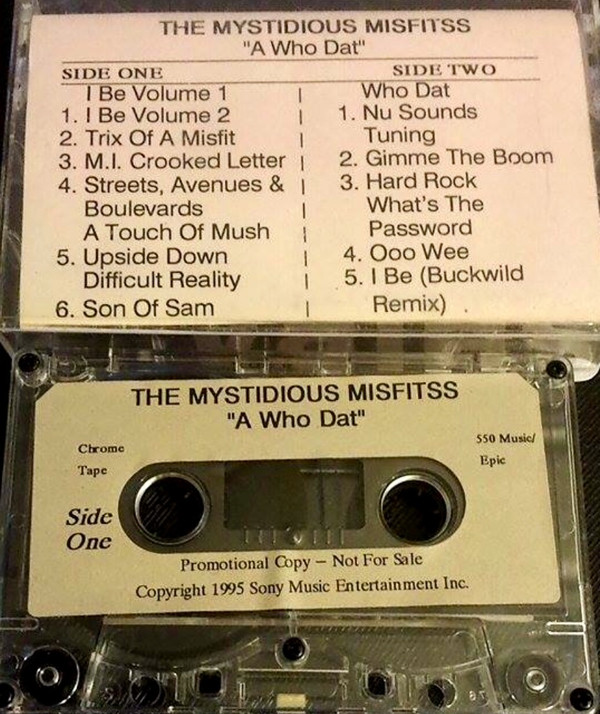 THE MYSTIDIOUS MISFITSS
"A Who Dat"
SIDE ONE
I Be Volume 1
1. I Be Volume 2
2. Trix Of A Misfit
3. M.I. Crooked Letter
4. Streets, Avenues &
Boulevards
A Touch Of Mush
5. Upside Down
Difficult Reality
6. Son Of Sam
SIDE TWO
Who Dat
1. Nu Sounds
Tuning
2. Gimme The Boom
3. Hard Rock
What's The
Password
4. Ooo Wee
5. I Be (Buckwild
Remix)
THE MYSTIDIOUS MISFITSS
"A Who Dat"
Chrome
Tape
550 Music/
Epic
Side
One
Promotional Copy – Not For Sale
Copyright 1995 Sony Music Entertainment Inc.